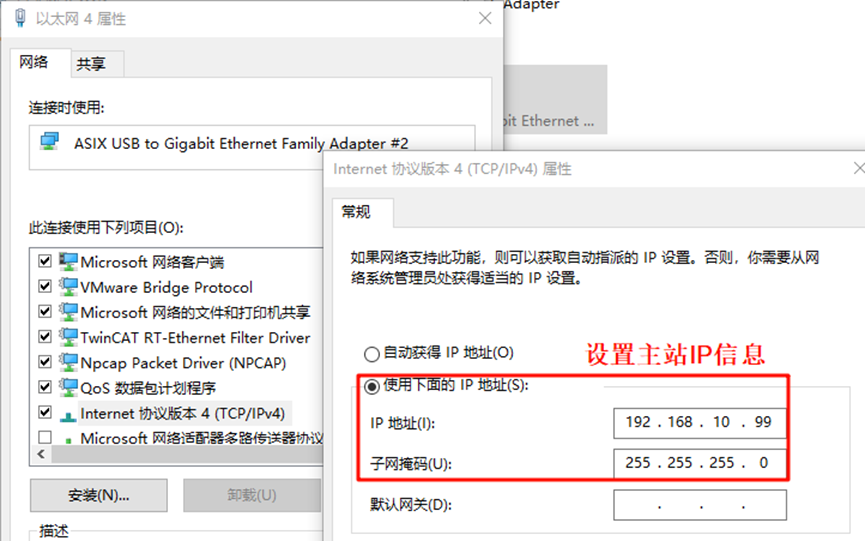 Adapter
以太网 4 属性
网络
共享
连接时使用:
ASIX USB to Gigabit Ethernet Family Adapter #2
bit Ethernet ...
此连接使用下列项目(O):
Microsoft 网络客户端
VMware Bridge Protocol
Microsoft 网络的文件和打印机共享
TwinCAT RT-Ethernet Filter Driver
Npcap Packet Driver (NPCAP)
QoS 数据包计划程序
Internet 协议版本 4 (TCP/IPv4)
Microsoft 网络适配器多路传送器协议
安装(N)...
卸载(U)
描述
Internet 协议版本 4 (TCP/IPv4) 属性
常规
如果网络支持此功能，则可以获取自动指派的 IP 设置。否则，你需要从网
络系统管理员处获得适当的 IP 设置。
自动获得 IP 地址(O)
设置主站IP信息
使用下面的 IP 地址(S):
IP 地址(I):
192 . 168 . 10 . 99
子网掩码(U):
255 . 255 . 255 . 0
默认网关(D):
. . .